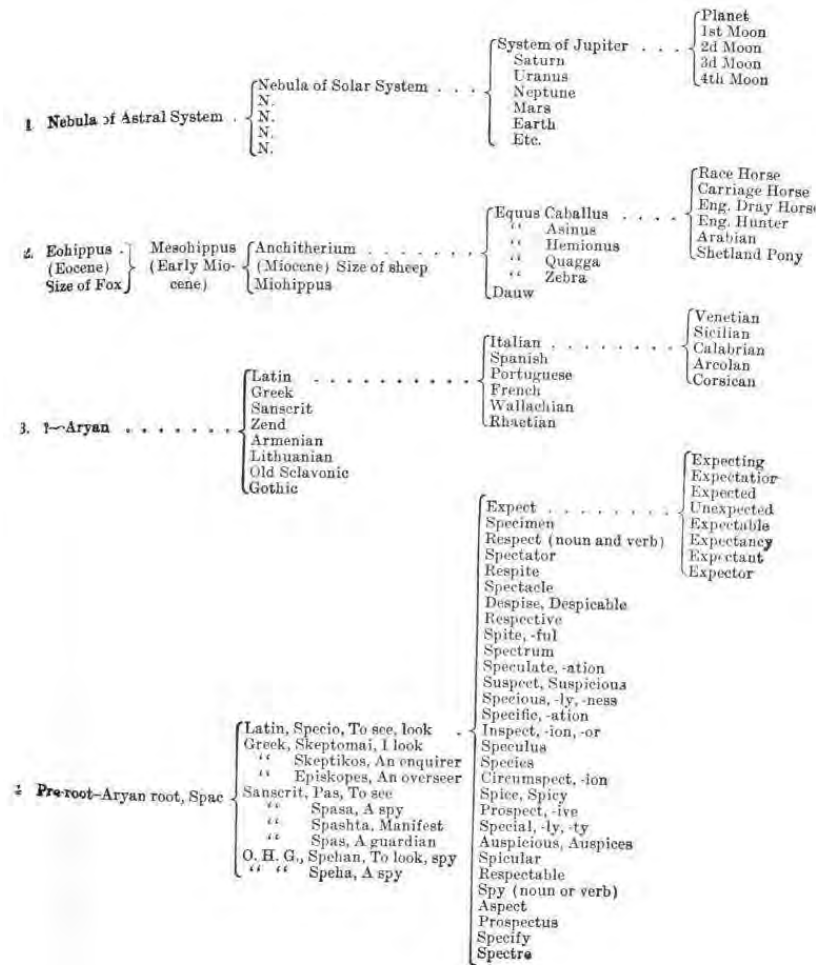 1 Nebula of Astral System .
Nebula of Solar System . . .
N.
N.
N.
N.
System of Jupiter . . .
Saturn
Uranus
Neptune
Mars
Earth
Etc.
Planet
1st Moon
2d Moon
3d Moon
4th Moon
2. Eohippus .
(Eocene)
Size of Fox
Mesohippus
(Early Mio-
cene)
Anchitherium . . . . . . .
(Miocene) Size of sheep
Miohippus
Equus Caballus . . . . .
“ Asinus
“ Hemionus
“ Quagga
“ Zebra
Dauw
Race Horse
Carriage Horse
Eng. Dray Horse
Eng. Hunter
Arabian
Shetland Pony
3. ?—Aryan . . . . . . .
Latin . . . . . . . . .
Greek
Sanscrit
Zend
Armenian
Lithuanian
Old Sclavonic
Gothic
Italian . . . . . . . .
Spanish
Portuguese
French
Wallachian
Rhaetian
Venetian
Sicilian
Calabrian
Arcolan
Corsican
Pre-root–Aryan root, Spac
Latin, Specio, To see, look .
Greek, Skeptomai, I look
“ Skeptikos, An enquirer
“ Episkopes, An overseer
Sanscrit, Pas, To see
“ Spasa, A spy
“ Spashta, Manifest
“ Spas, A guardian
O. H. G., Spehan, To look, spy
“ “ Speha, A spy
Expect . . . . . . . .
Specimen
Respect (noun and verb)
Spectator
Respite
Spectacle
Despise, Despicable
Respective
Spite, -ful
Spectrum
Speculate, -ation
Suspect, Suspicious
Specious, -ly, -ness
Specific, -ation
Inspect, -ion, -or
Speculus
Species
Circumspect, -ion
Spice, Spicy
Prospect, -ive
Special, -ly, -ty
Auspicious, Auspices
Spicular
Respectable
Spy (noun or verb)
Aspect
Prospectus
Specify
Spectre
Expecting
Expectation
Expected
Unexpected
Expectable
Expectancy
Expectant
Expector